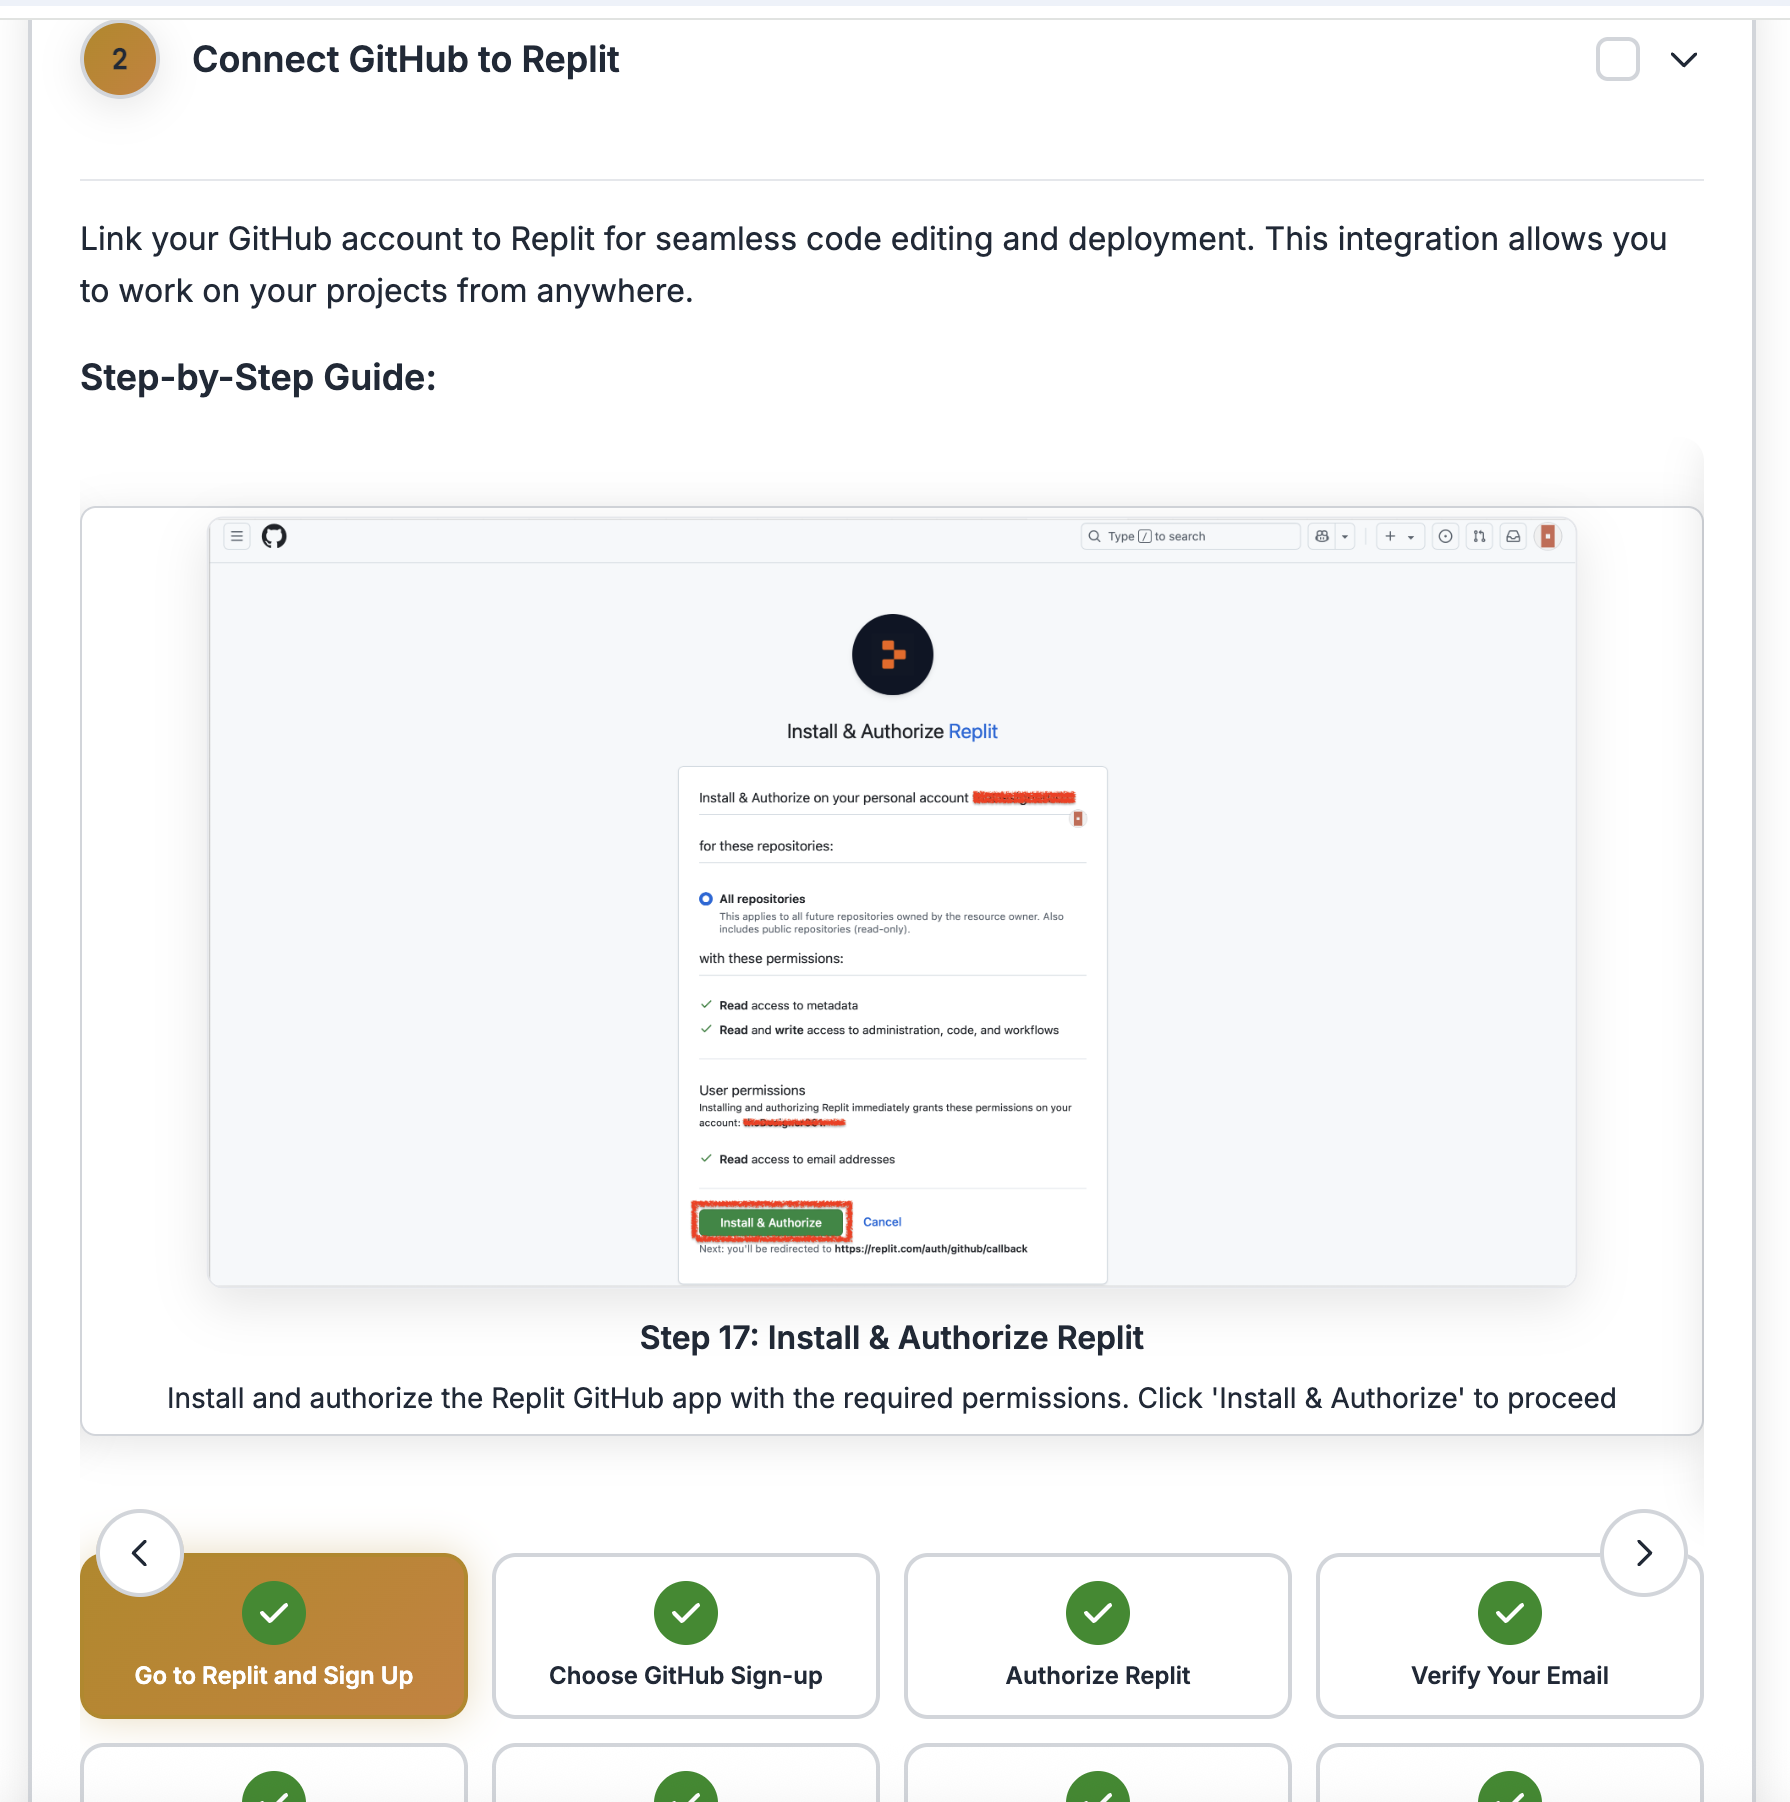 2
Connect GitHub to Replit
Link your GitHub account to Replit for seamless code editing and deployment. This integration allows you
to work on your projects from anywhere.
Step-by-Step Guide:
Type / to search
Install & Authorize Replit
Install & Authorize on your personal account
for these repositories:
All repositories
This applies to all future repositories owned by the resource owner. Also
includes public repositories (read-only).
with these permissions:
Read access to metadata
Read and write access to administration, code, and workflows
User permissions
Installing and authorizing Replit immediately grants these permissions on your
account:
Read access to email addresses
Install & Authorize
Cancel
Next: you'll be redirected to https://replit.com/auth/github/callback
Step 17: Install & Authorize Replit
Install and authorize the Replit GitHub app with the required permissions. Click 'Install & Authorize' to proceed
Go to Replit and Sign Up
Choose GitHub Sign-up
Authorize Replit
Verify Your Email